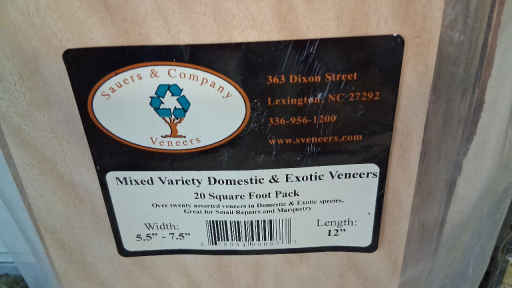 Sauers & Company
Veneers
363 Dixon Street
Lexington, NC 27292
336-956-1200
www.sveneers.com
Mixed Variety Domestic & Exotic Veneers
20 Square Foot Pack
Over twenty assorted veneers in Domestic & Exotic species.
Great for Small Repairs and Marquetry
Width:
5.5" - 7.5"
Length:
12"